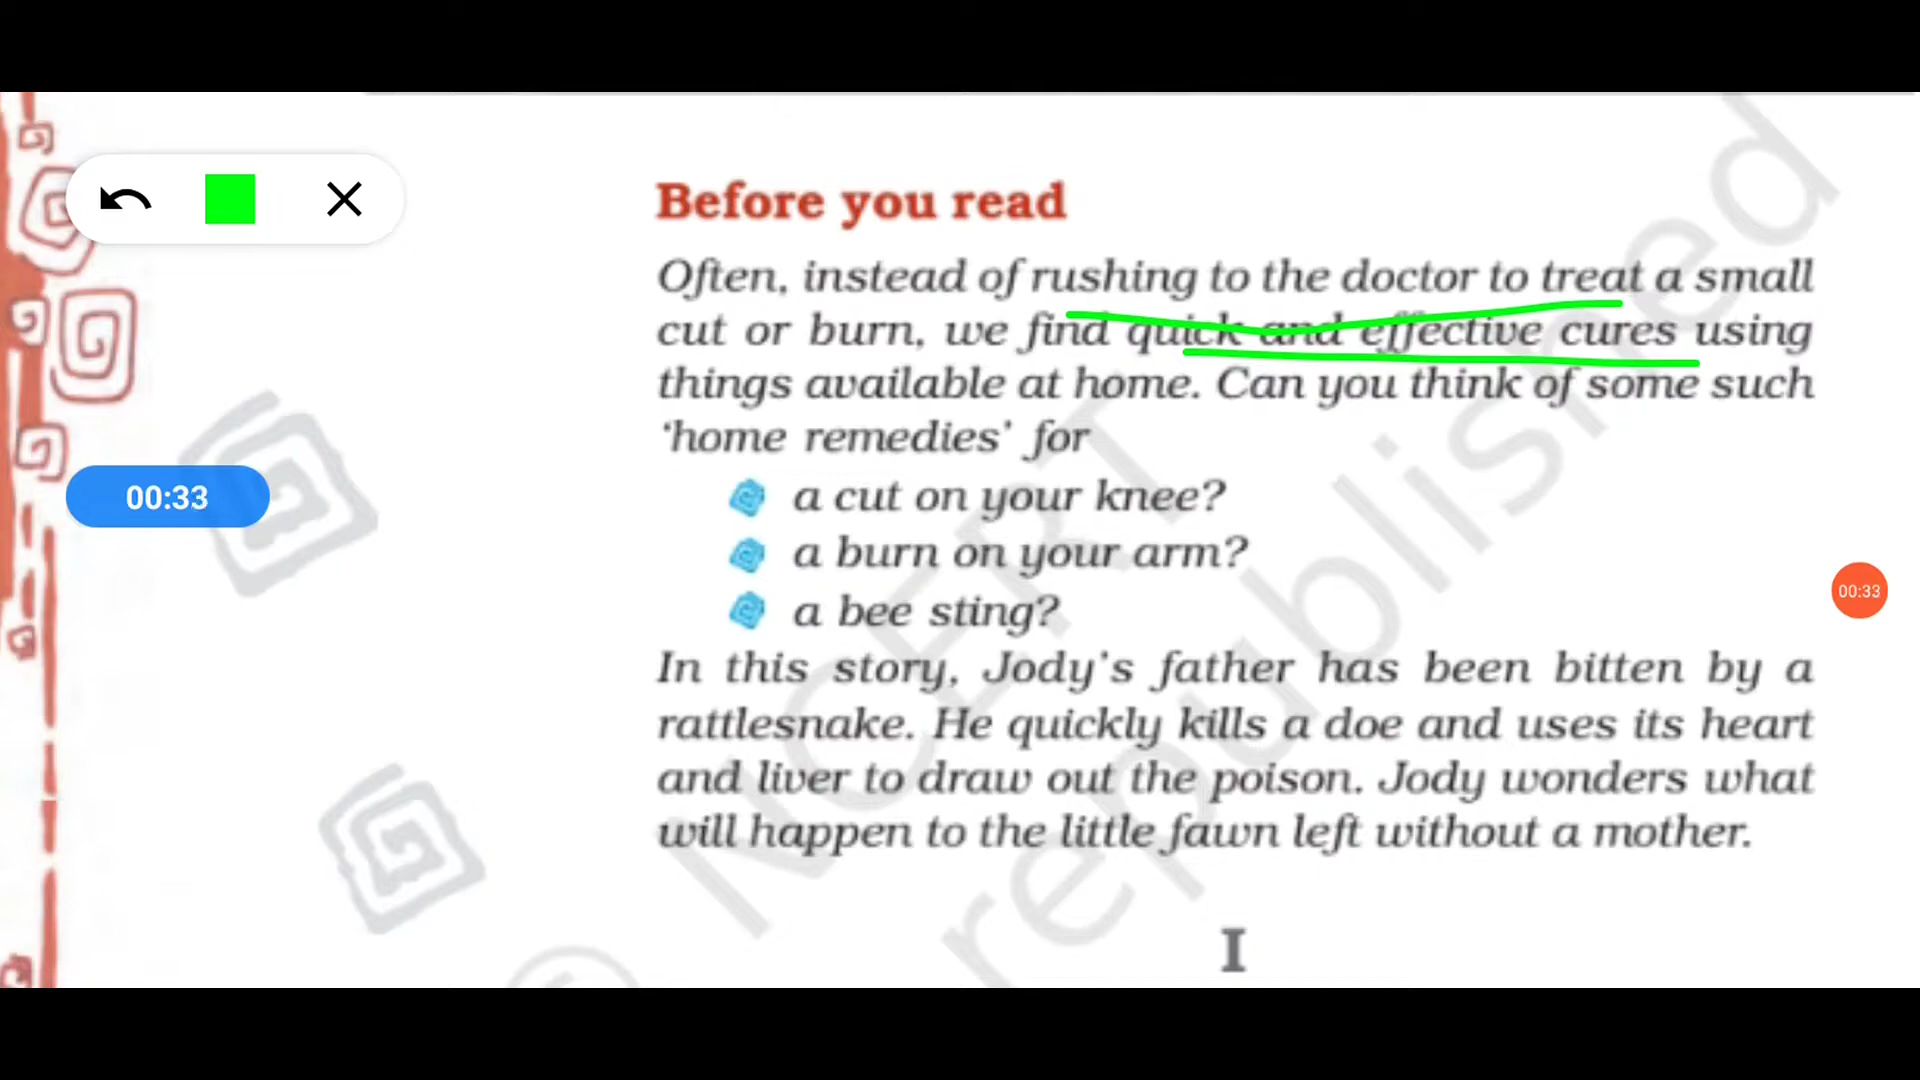 Before you read
Often, instead of rushing to the doctor to treat a small
cut or burn, we find quick and effective cures using
things available at home. Can you think of some such
‘home remedies’ for
a cut on your knee?
00:33
a burn on your arm?
00:33
a bee sting?
In this story, Jody’s father has been bitten by a
rattlesnake. He quickly kills a doe and uses its heart
and liver to draw out the poison. Jody wonders what
will happen to the little fawn left without a mother.
I
© NCERT
republished